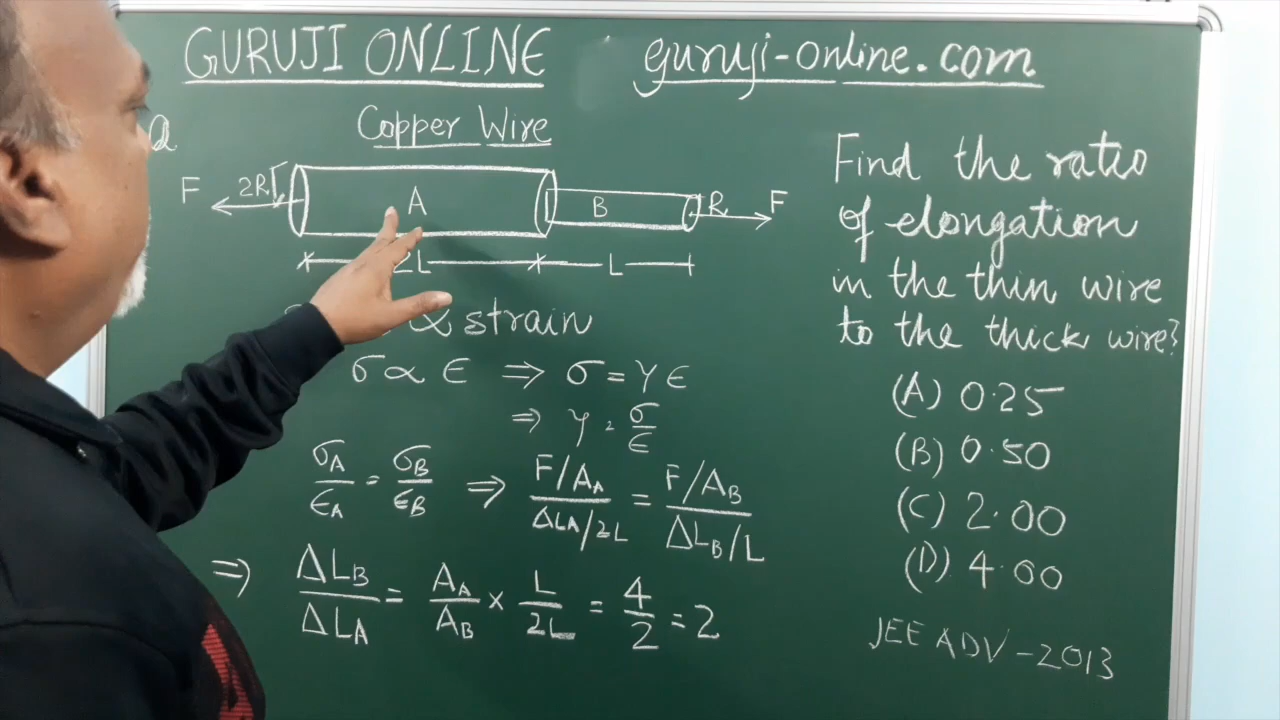 GURUJI ONLINE
guruji-online.com
Q
Copper Wire
F 2R A B R F
2L L
∝ strain
σ ∝ ϵ ⇒ σ = Y ϵ
⇒ Y = σ/ϵ
σA/ϵA = σB/ϵB ⇒ (F/AA)/(ΔLA/2L) = (F/AB)/(ΔLB/L)
⇒ ΔLB/ΔLA = AA/AB × L/2L = 4/2 = 2
Find the ratio
of elongation
in the thin wire
to the thick wire?
(A) 0.25
(B) 0.50
(C) 2.00
(D) 4.00
JEE ADV - 2013